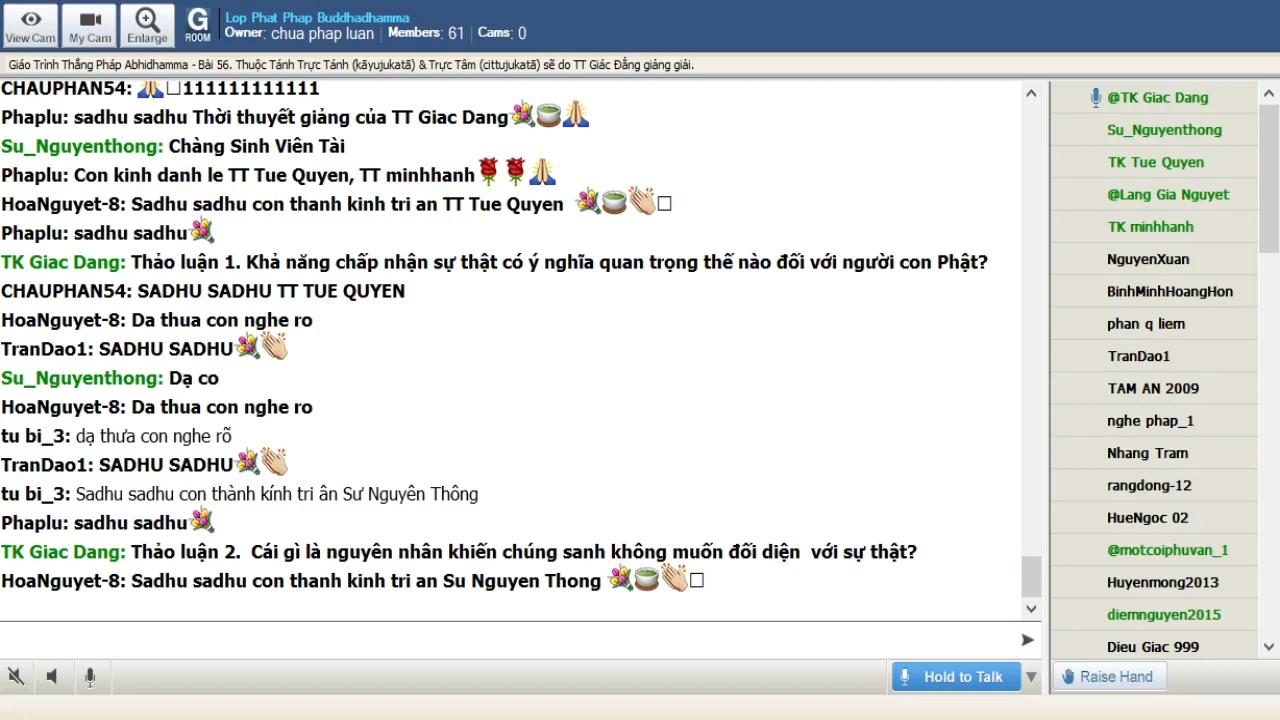 View Cam
My Cam
Enlarge
G
ROOM
Lop Phat Phap Buddhadhamma
Owner: chua phap luan Members: 61 Cams: 0
Giáo Trình Thắng Pháp Abhidhamma - Bài 56. Thuộc Tánh Trực Tánh (kāyujukatā) & Trực Tâm (cittujukatā) sẽ do TT Giác Đẳng giảng giải.
CHAUPHAN54: 🙏□111111111111
Phaplu: sadhu sadhu Thời thuyết giảng của TT Giac Dang💐🍵🙏
Su_Nguyenthong: Chàng Sinh Viên Tài
Phaplu: Con kinh danh le TT Tue Quyen, TT minhhanh🌹🌹🙏
HoaNguyet-8: Sadhu sadhu con thanh kinh tri an TT Tue Quyen 💐🍵👏□
Phaplu: sadhu sadhu💐
TK Giac Dang: Thảo luận 1. Khả năng chấp nhận sự thật có ý nghĩa quan trọng thế nào đối với người con Phật?
CHAUPHAN54: SADHU SADHU TT TUE QUYEN
HoaNguyet-8: Da thua con nghe ro
TranDao1: SADHU SADHU💐👏
Su_Nguyenthong: Dạ co
HoaNguyet-8: Da thua con nghe ro
tu bi_3: dạ thưa con nghe rõ
TranDao1: SADHU SADHU💐👏
tu bi_3: Sadhu sadhu con thành kính tri ân Sư Nguyên Thông
Phaplu: sadhu sadhu💐
TK Giac Dang: Thảo luận 2. Cái gì là nguyên nhân khiến chúng sanh không muốn đối diện với sự thật?
HoaNguyet-8: Sadhu sadhu con thanh kinh tri an Su Nguyen Thong 💐🍵👏□
Hold to Talk
@TK Giac Dang
Su_Nguyenthong
TK Tue Quyen
@Lang Gia Nguyet
TK minhhanh
NguyenXuan
BinhMinhHoangHon
phan q liem
TranDao1
TAM AN 2009
nghe phap_1
Nhang Tram
rangdong-12
HueNgoc 02
@motcoiphuvan_1
Huyenmong2013
diemnguyen2015
Dieu Giac 999
Raise Hand